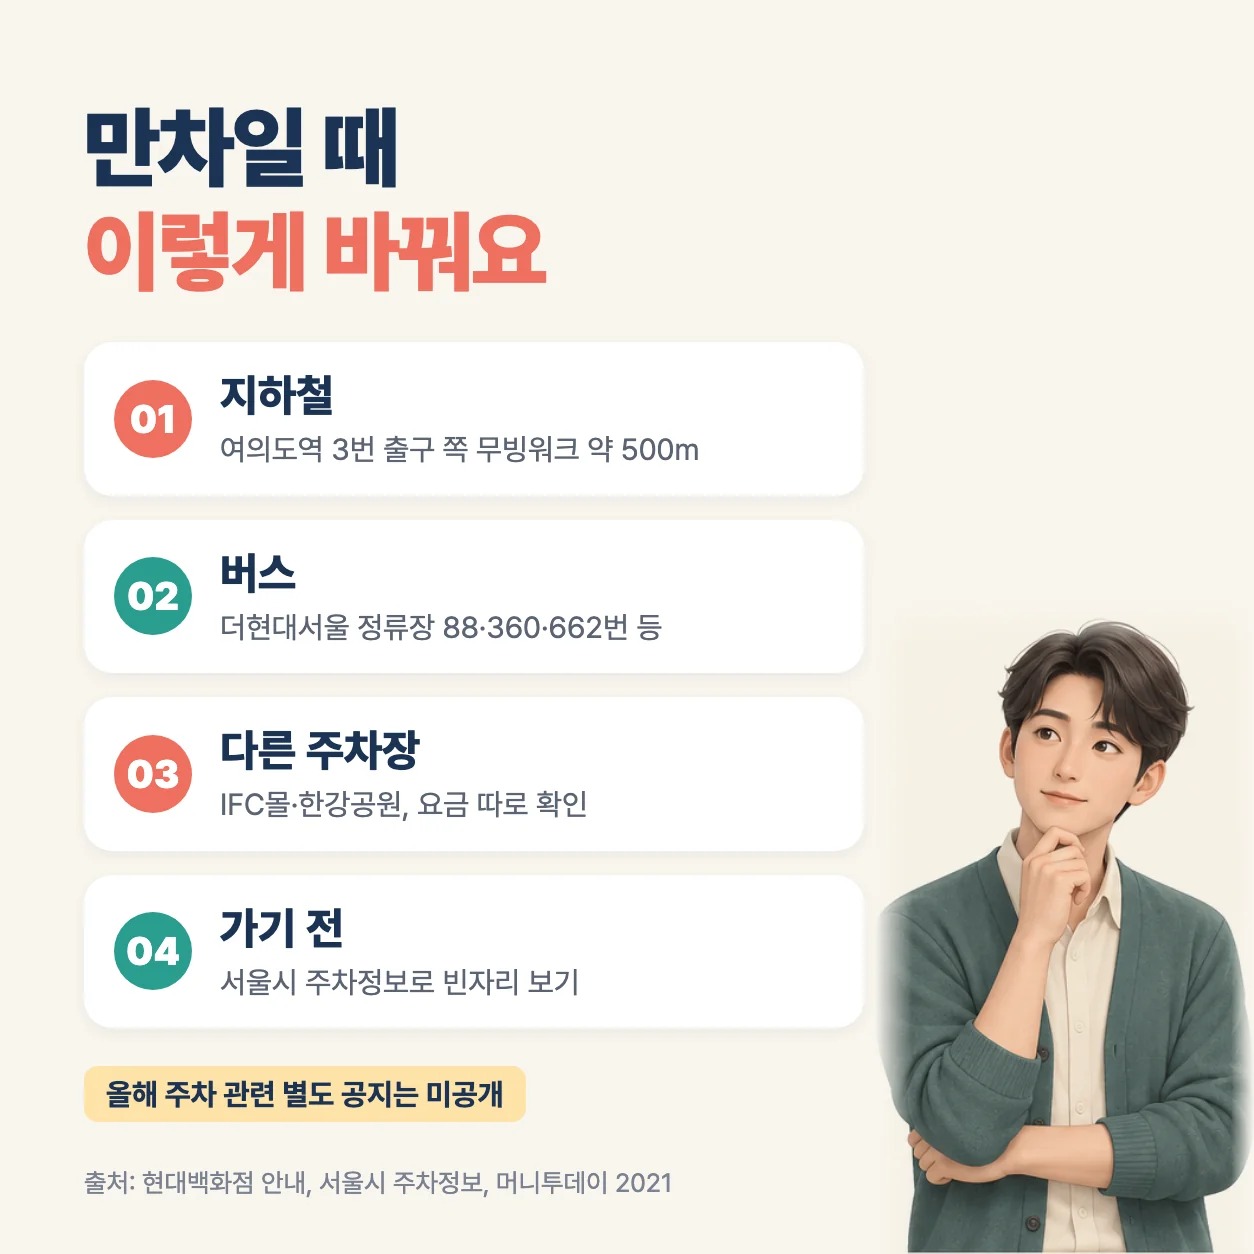 만차일 때
이렇게 바꿔요
01
지하철
여의도역 3번 출구 쪽 무빙워크 약 500m
02
버스
더현대서울 정류장 88·360·662번 등
03
다른 주차장
IFC몰·한강공원, 요금 따로 확인
04
가기 전
서울시 주차정보로 빈자리 보기
올해 주차 관련 별도 공지는 미공개
출처: 현대백화점 안내, 서울시 주차정보, 머니투데이 2021